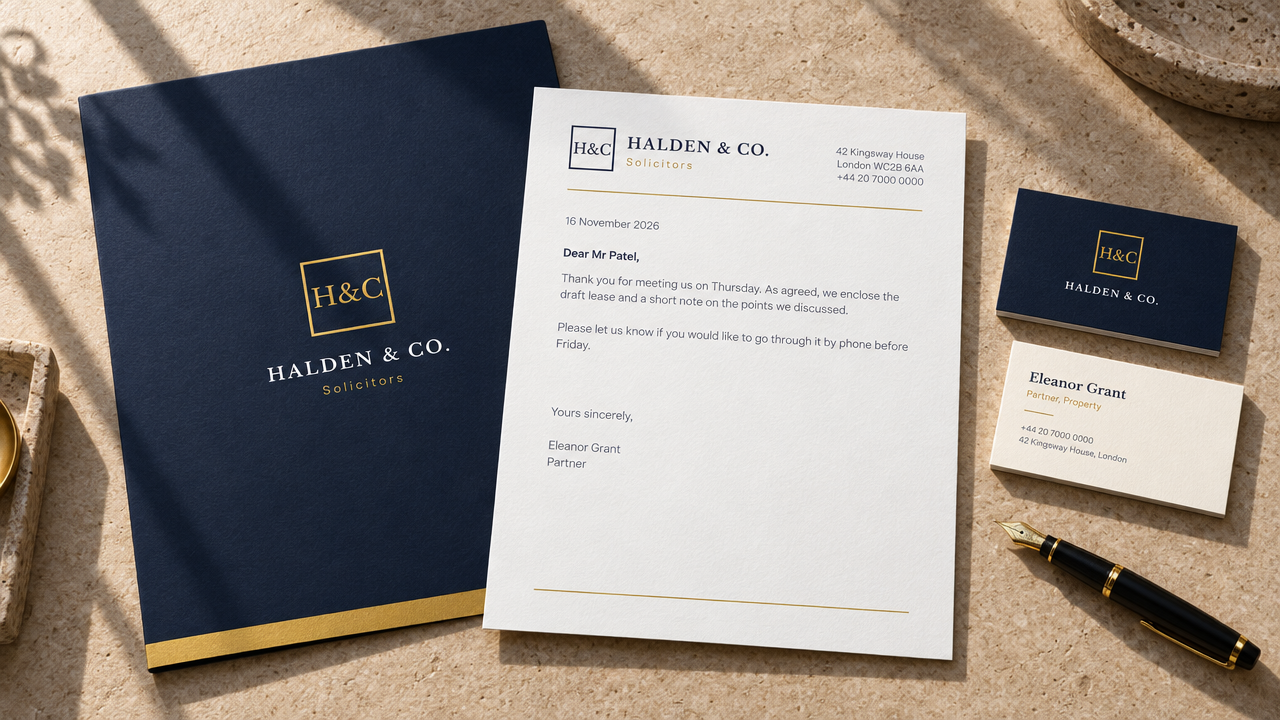 H&C
HALDEN & CO.
Solicitors
H&C
HALDEN & CO.
Solicitors
42 Kingsway House
London WC2B 6AA
+44 20 7000 0000
16 November 2026
Dear Mr Patel,
Thank you for meeting us on Thursday. As agreed, we enclose the
draft lease and a short note on the points we discussed.
Please let us know if you would like to go through it by phone before
Friday.
Yours sincerely,
Eleanor Grant
Partner
H&C
HALDEN & CO.
Eleanor Grant
Partner, Property
+44 20 7000 0000
42 Kingsway House, London